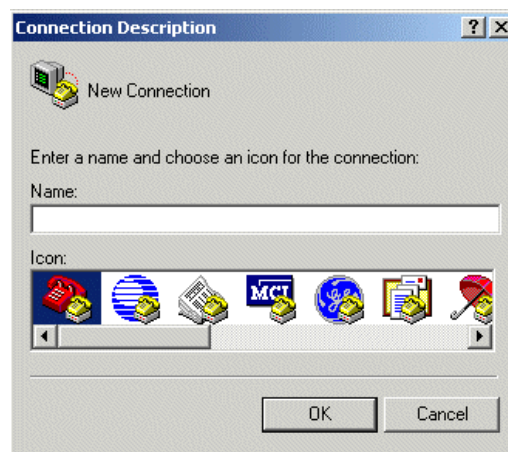 Connection Description
New Connection
Enter a name and choose an icon for the connection:
Name:
Icon:
MCI
OK
Cancel